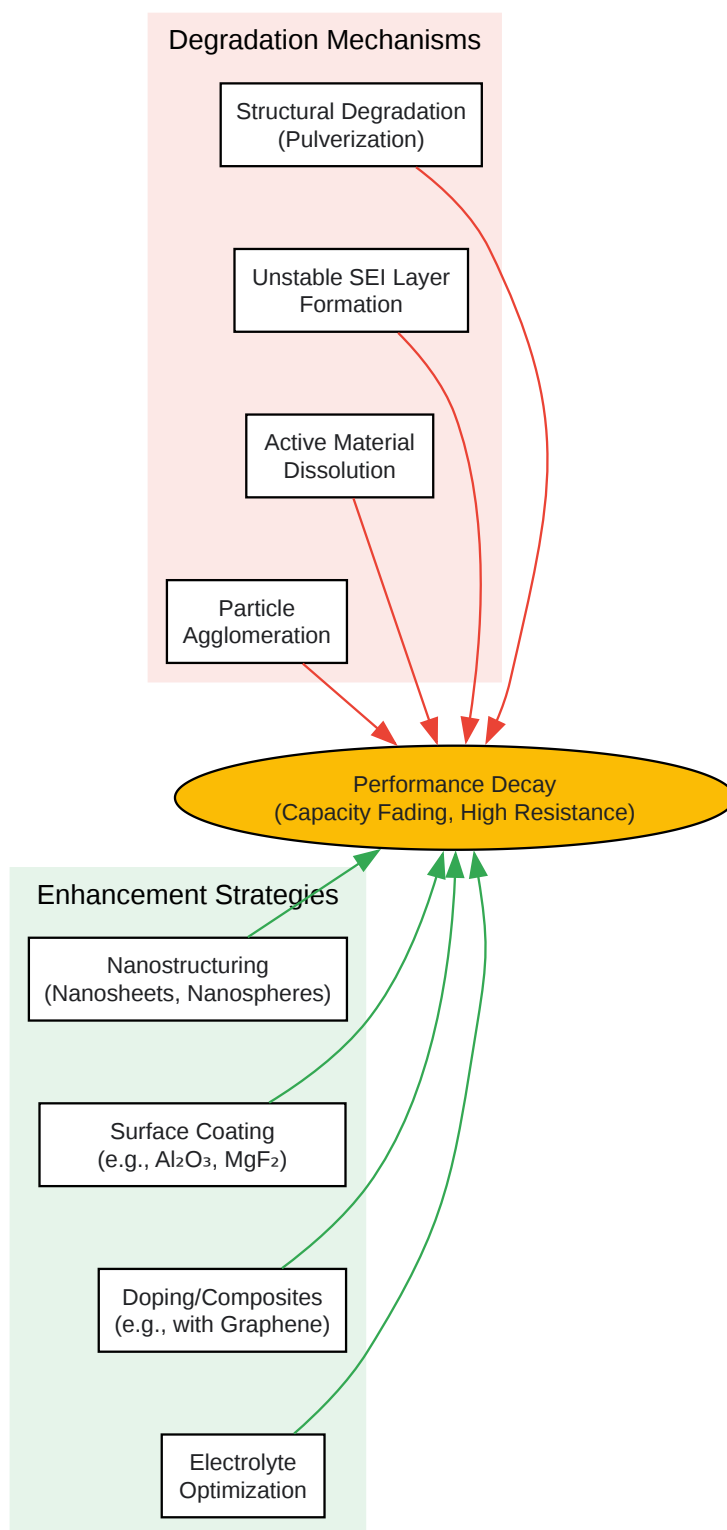 Degradation Mechanisms
Structural Degradation
(Pulverization)
Unstable SEI Layer
Formation
Active Material
Dissolution
Particle
Agglomeration
Performance Decay
(Capacity Fading, High Resistance)
Enhancement Strategies
Nanostructuring
(Nanosheets, Nanospheres)
Surface Coating
(e.g., Al₂O₃, MgF₂)
Doping/Composites
(e.g., with Graphene)
Electrolyte
Optimization